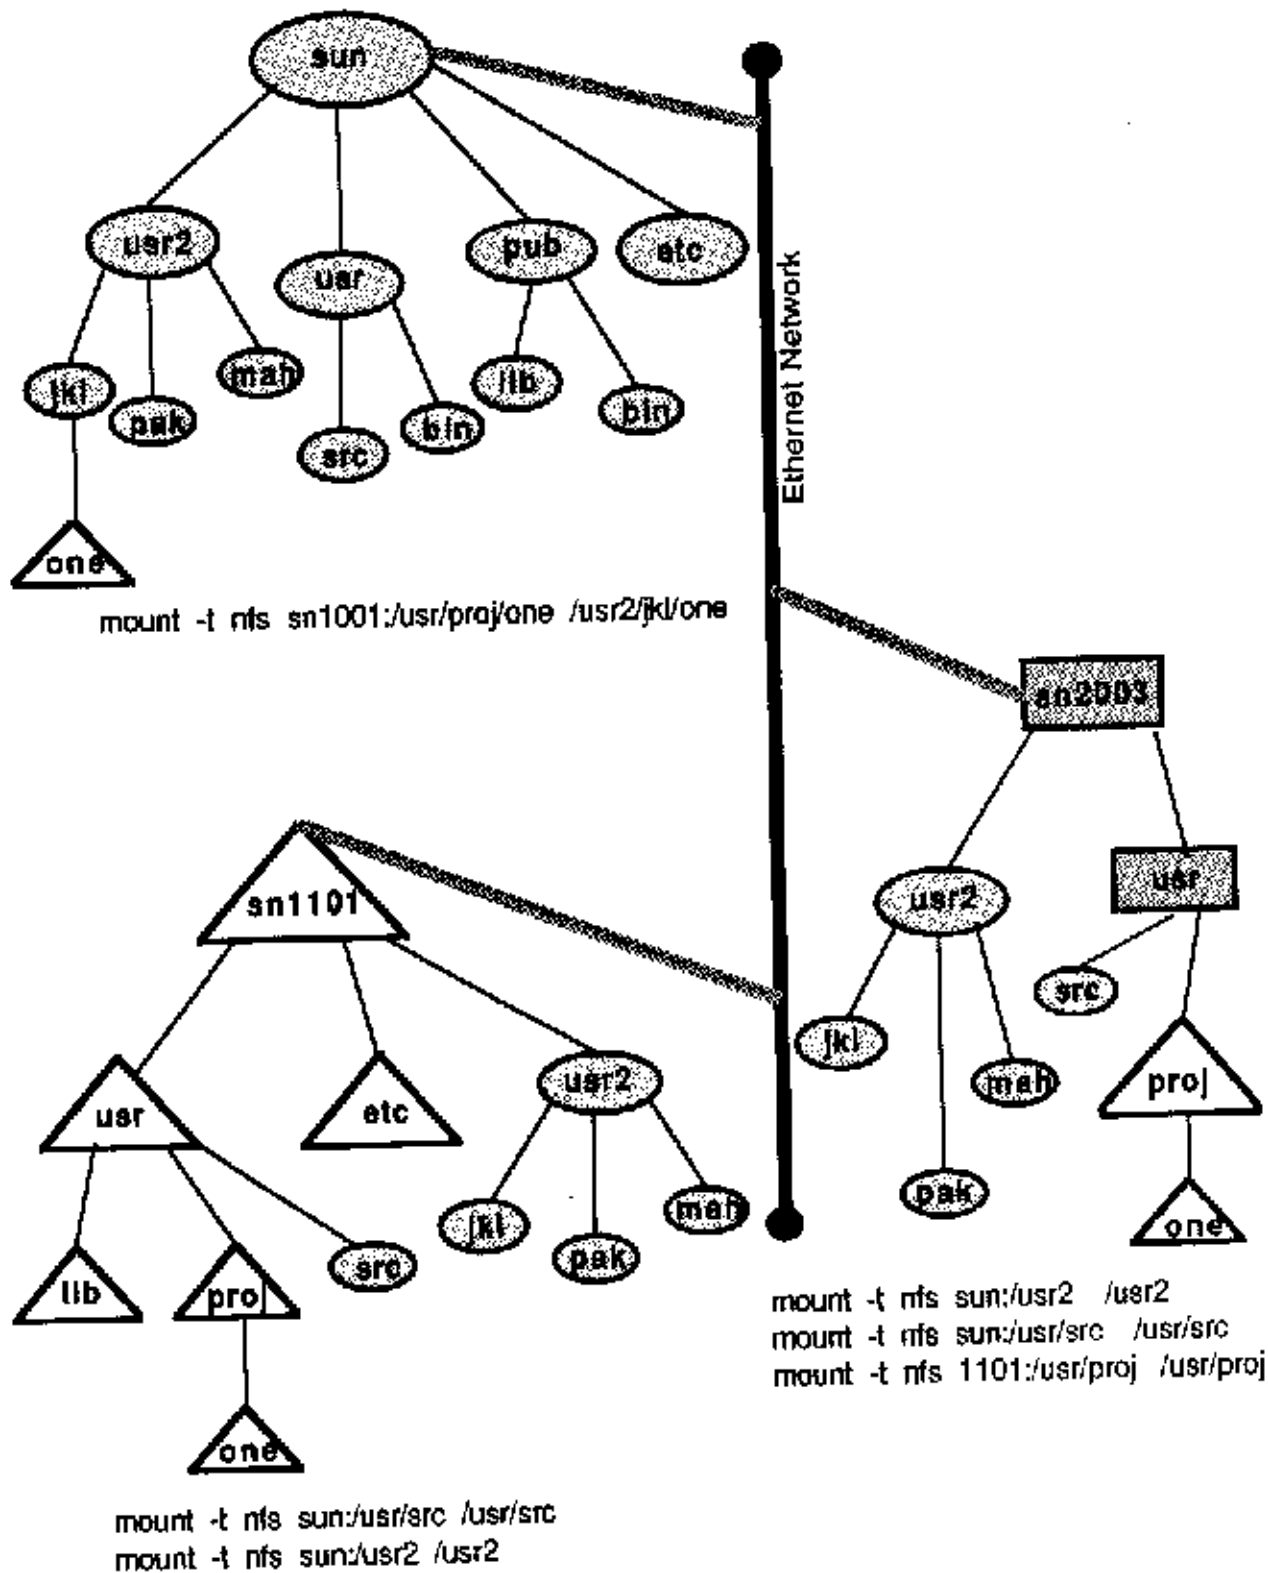 sun
usr2
usr
pub
etc
jkl
pak
mah
src
bin
lib
bin
one
mount -t nfs sn1001:/usr/proj/one /usr2/jkl/one
Ethernet Network
sn2003
usr2
usr
jkl
pak
mah
src
proj
one
mount -t nfs sun:/usr2 /usr2
mount -t nfs sun:/usr/src /usr/src
mount -t nfs 1101:/usr/proj /usr/proj
sn1101
usr
etc
usr2
lib
proj
src
jkl
pak
mah
one
mount -t nfs sun:/usr/src /usr/src
mount -t nfs sun:/usr2 /usr2